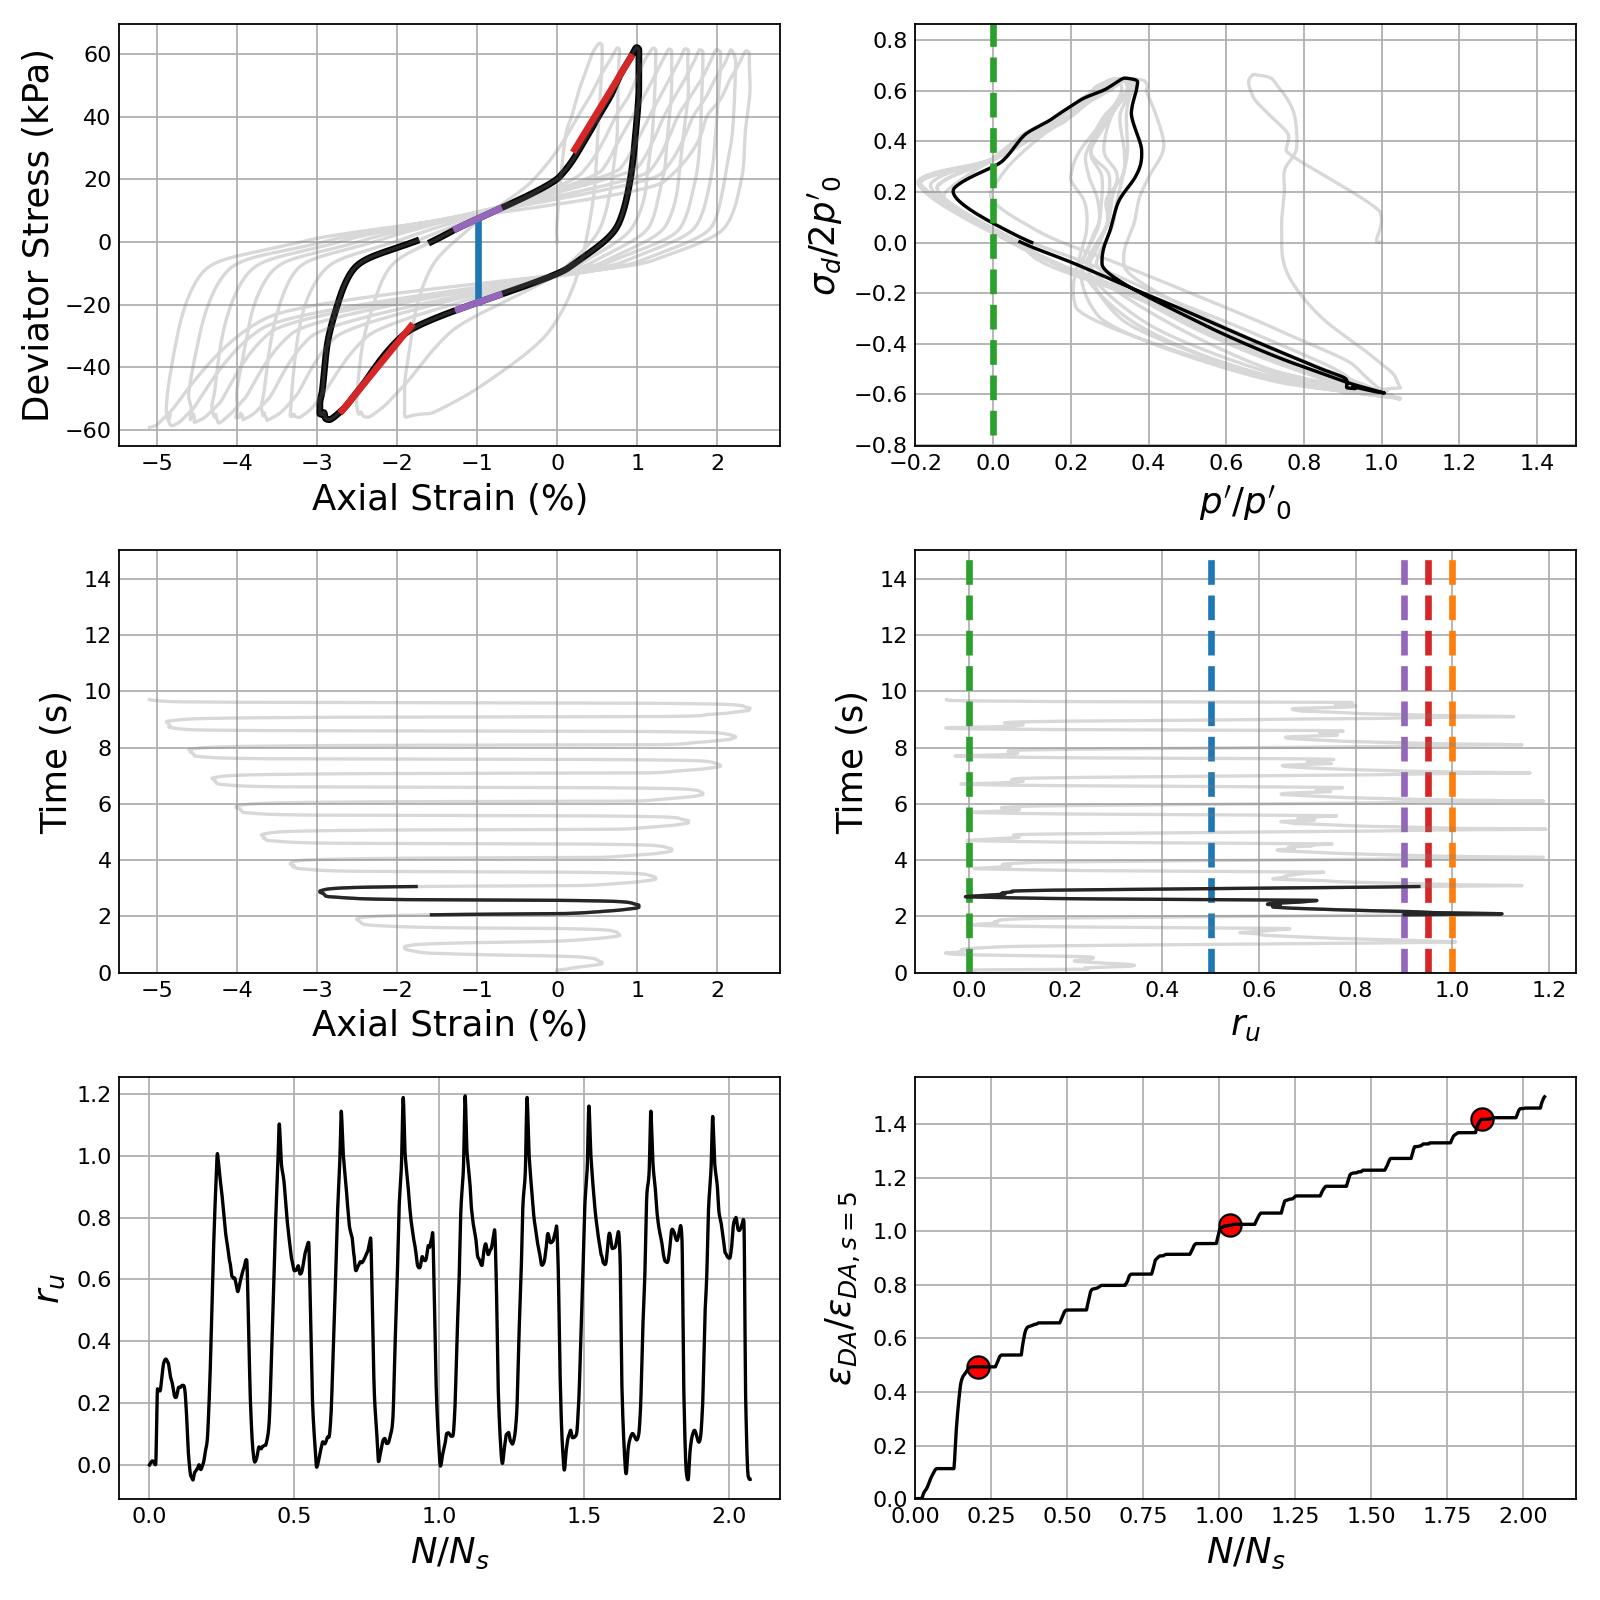 Deviator Stress (kPa)
60
40
20
0
−20
−40
−60
−5 −4 −3 −2 −1 0 1 2
Axial Strain (%)
σd/2p′0
0.8
0.6
0.4
0.2
0.0
−0.2
−0.4
−0.6
−0.8
−0.2 0.0 0.2 0.4 0.6 0.8 1.0 1.2 1.4
p′/p′0
Time (s)
14
12
10
8
6
4
2
0
−5 −4 −3 −2 −1 0 1 2
Axial Strain (%)
Time (s)
14
12
10
8
6
4
2
0
0.0 0.2 0.4 0.6 0.8 1.0 1.2
ru
ru
1.2
1.0
0.8
0.6
0.4
0.2
0.0
0.0 0.5 1.0 1.5 2.0
N/Ns
εDA/εDA, s = 5
1.4
1.2
1.0
0.8
0.6
0.4
0.2
0.0
0.00 0.25 0.50 0.75 1.00 1.25 1.50 1.75 2.00
N/Ns